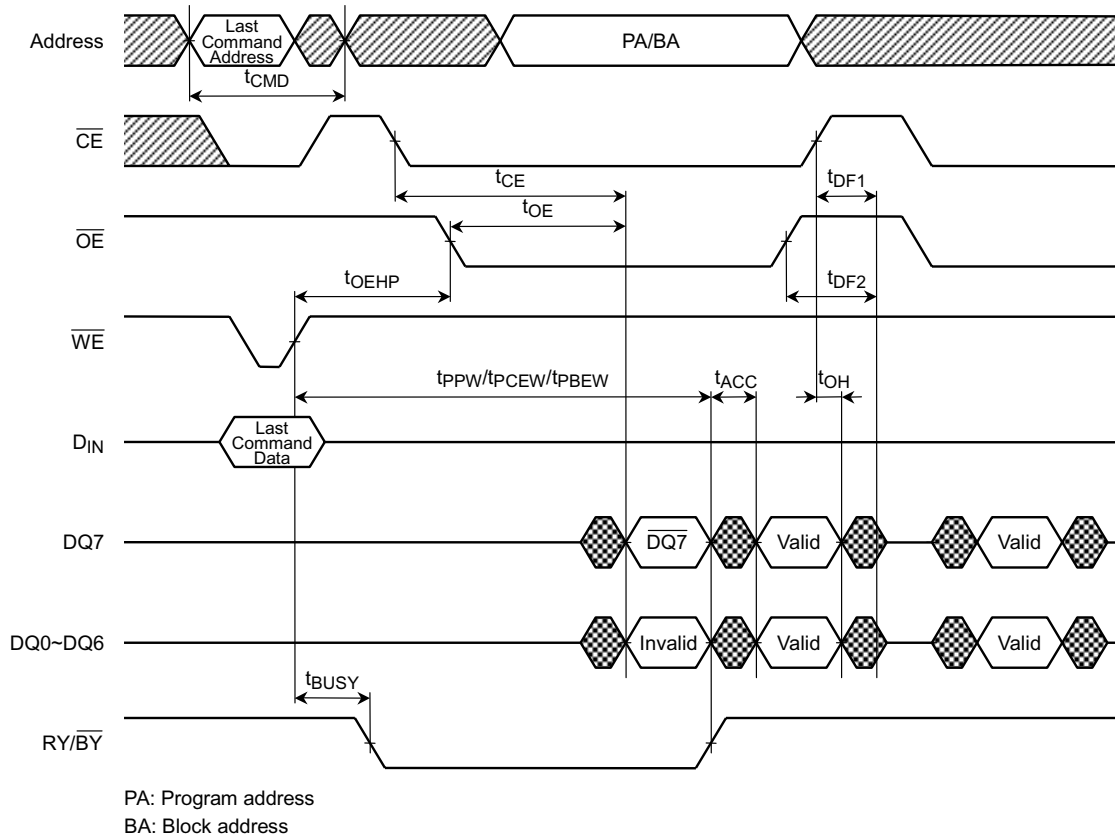 Address
Last
Command
Address
PA/BA
tCMD
CE
tCE
tDF1
OE
tOE
tOEHP
tDF2
WE
tPPW/tPCEW/tPBEW
tACC
tOH
DIN
Last
Command
Data
DQ7
DQ7
Valid
Valid
DQ0~DQ6
Invalid
Valid
Valid
tBUSY
RY/BY
PA: Program address
BA: Block address